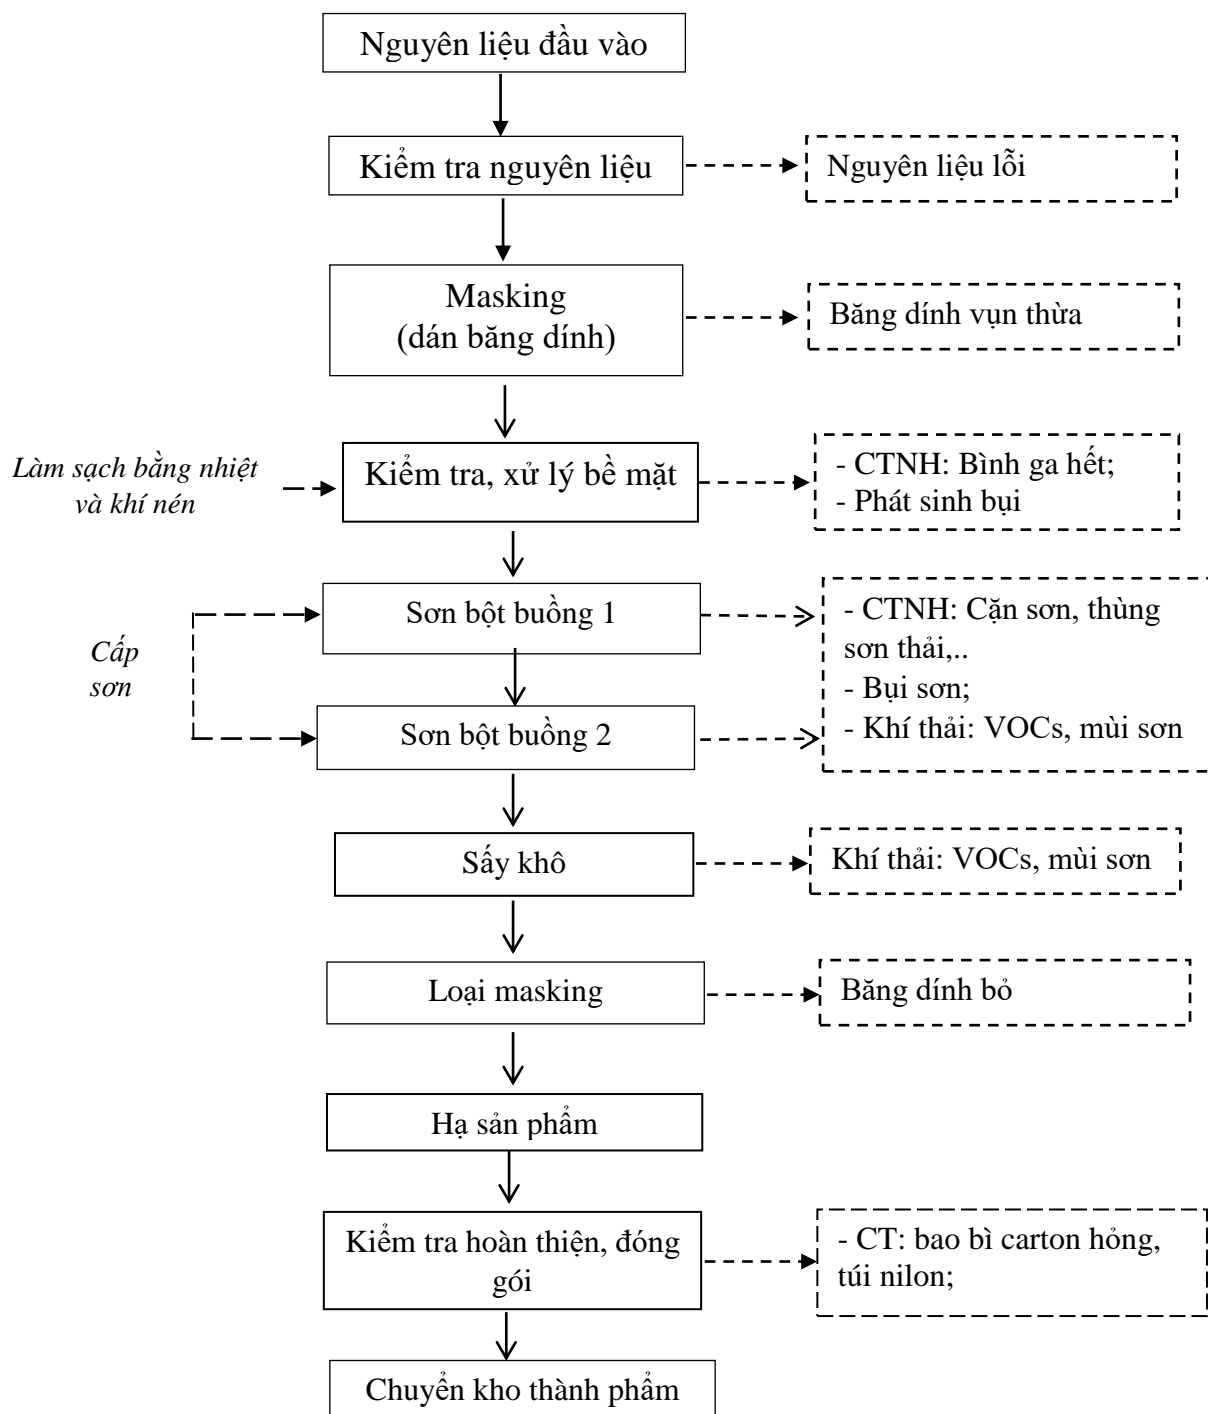 Nguyên liệu đầu vào
Kiểm tra nguyên liệu
Nguyên liệu lỗi
Masking
(dán băng dính)
Băng dính vụn thừa
Làm sạch bằng nhiệt
và khí nén
Kiểm tra, xử lý bề mặt
- CTNH: Bình ga hết;
- Phát sinh bụi
Cấp
sơn
Sơn bột buồng 1
Sơn bột buồng 2
- CTNH: Cặn sơn, thùng
sơn thải,..
- Bụi sơn;
- Khí thải: VOCs, mùi sơn
Sấy khô
Khí thải: VOCs, mùi sơn
Loại masking
Băng dính bỏ
Hạ sản phẩm
Kiểm tra hoàn thiện, đóng
gói
- CT: bao bì carton hỏng,
túi nilon;
Chuyển kho thành phẩm